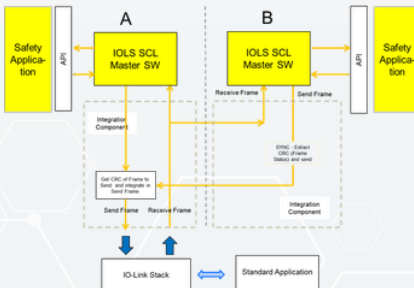 A
B
Safety
Applica-
tion
API
IOLS SCL
Master SW
IOLS SCL
Master SW
API
Safety
Applica-
tion
Receive Frame
Send Frame
Integration
Component
SYNC - Extract
CRC (Frame
Status) and send
Get CRC of Frame to
Send and integrate in
Send Frame
Send Frame
Receive Frame
Integration
Component
IO-Link Stack
Standard Application